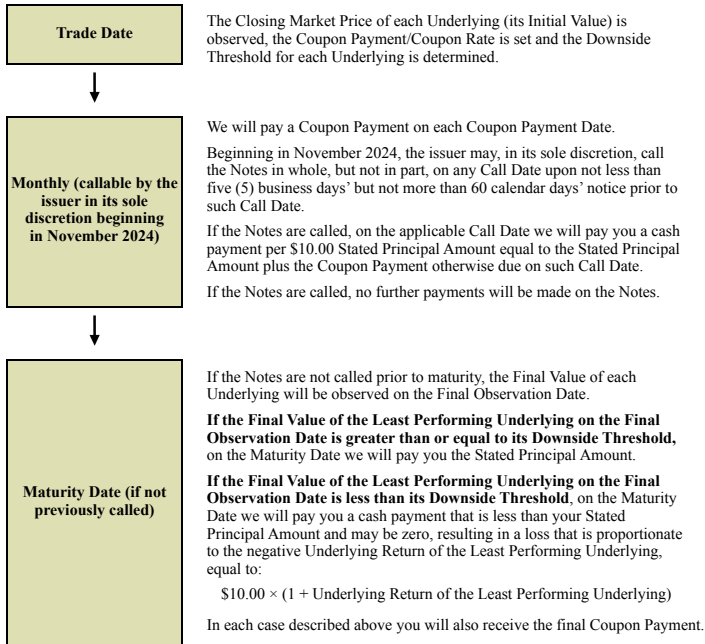 Trade Date
The Closing Market Price of each Underlying (its Initial Value) is
observed, the Coupon Payment/Coupon Rate is set and the Downside
Threshold for each Underlying is determined.
Monthly (callable by the
issuer in its sole
discretion beginning
in November 2024)
We will pay a Coupon Payment on each Coupon Payment Date.
Beginning in November 2024, the issuer may, in its sole discretion, call
the Notes in whole, but not in part, on any Call Date upon not less than
five (5) business days’ but not more than 60 calendar days’ notice prior to
such Call Date.
If the Notes are called, on the applicable Call Date we will pay you a cash
payment per $10.00 Stated Principal Amount equal to the Stated Principal
Amount plus the Coupon Payment otherwise due on such Call Date.
If the Notes are called, no further payments will be made on the Notes.
Maturity Date (if not
previously called)
If the Notes are not called prior to maturity, the Final Value of each
Underlying will be observed on the Final Observation Date.
If the Final Value of the Least Performing Underlying on the Final
Observation Date is greater than or equal to its Downside Threshold,
on the Maturity Date we will pay you the Stated Principal Amount.
If the Final Value of the Least Performing Underlying on the Final
Observation Date is less than its Downside Threshold, on the Maturity
Date we will pay you a cash payment that is less than your Stated
Principal Amount and may be zero, resulting in a loss that is proportionate
to the negative Underlying Return of the Least Performing Underlying,
equal to:
$10.00 × (1 + Underlying Return of the Least Performing Underlying)
In each case described above you will also receive the final Coupon Payment.